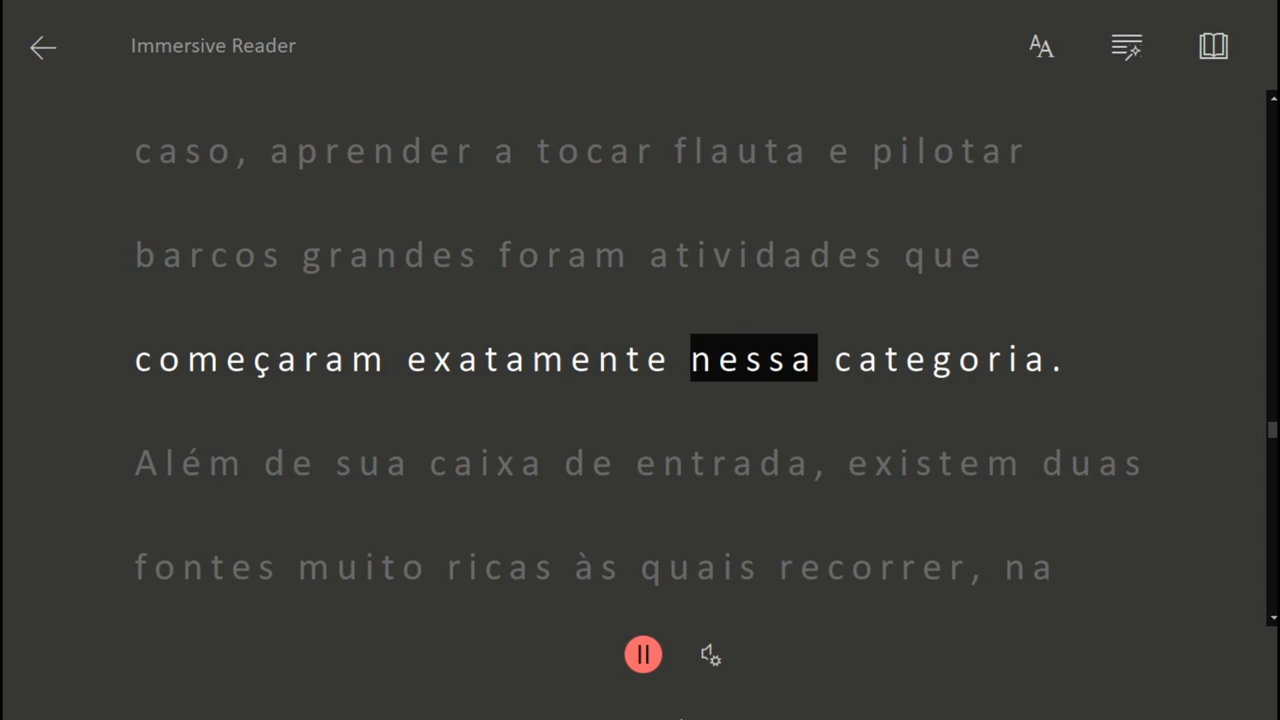 Immersive Reader
caso, aprender a tocar flauta e pilotar
barcos grandes foram atividades que
começaram exatamente nessa categoria.
Além de sua caixa de entrada, existem duas
fontes muito ricas às quais recorrer, na